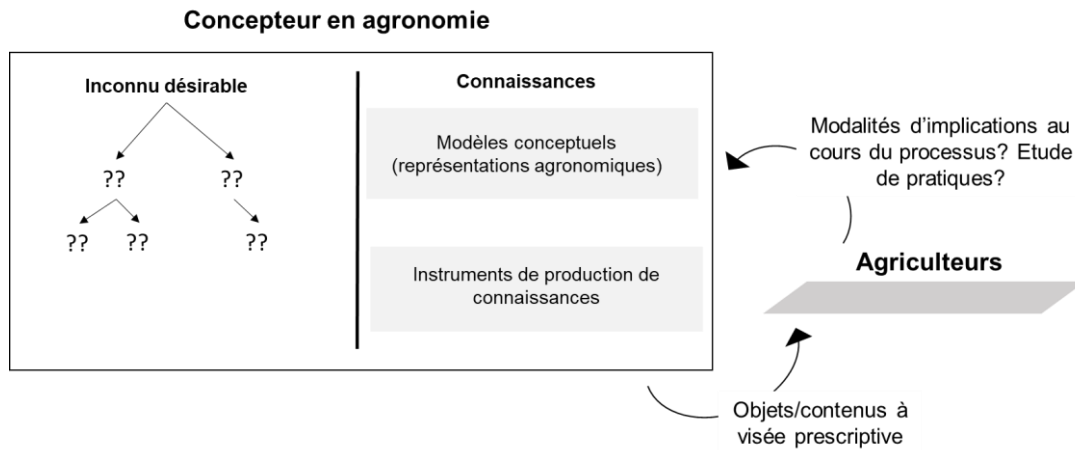 Concepteur en agronomie
Inconnu désirable
??
??
??
??
??
Connaissances
Modèles conceptuels
(représentations agronomiques)
Instruments de production de
connaissances
Modalités d'implications au
cours du processus? Etude
de pratiques?
Agriculteurs
Objets/contenus à
visée prescriptive